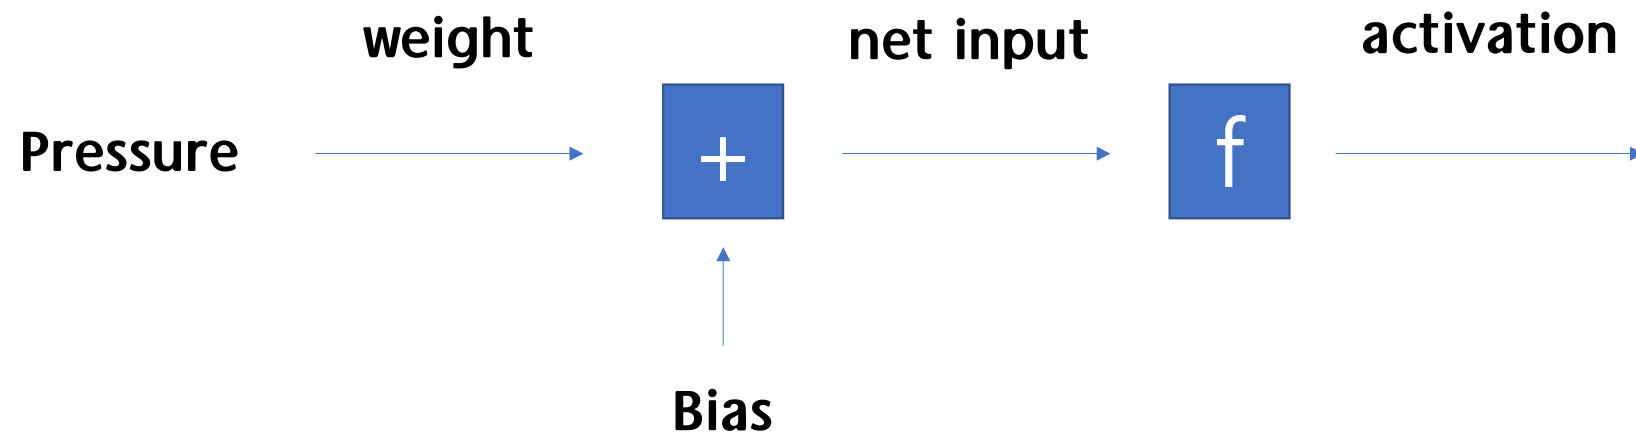 weight
net input
activation
Pressure
+
f
Bias